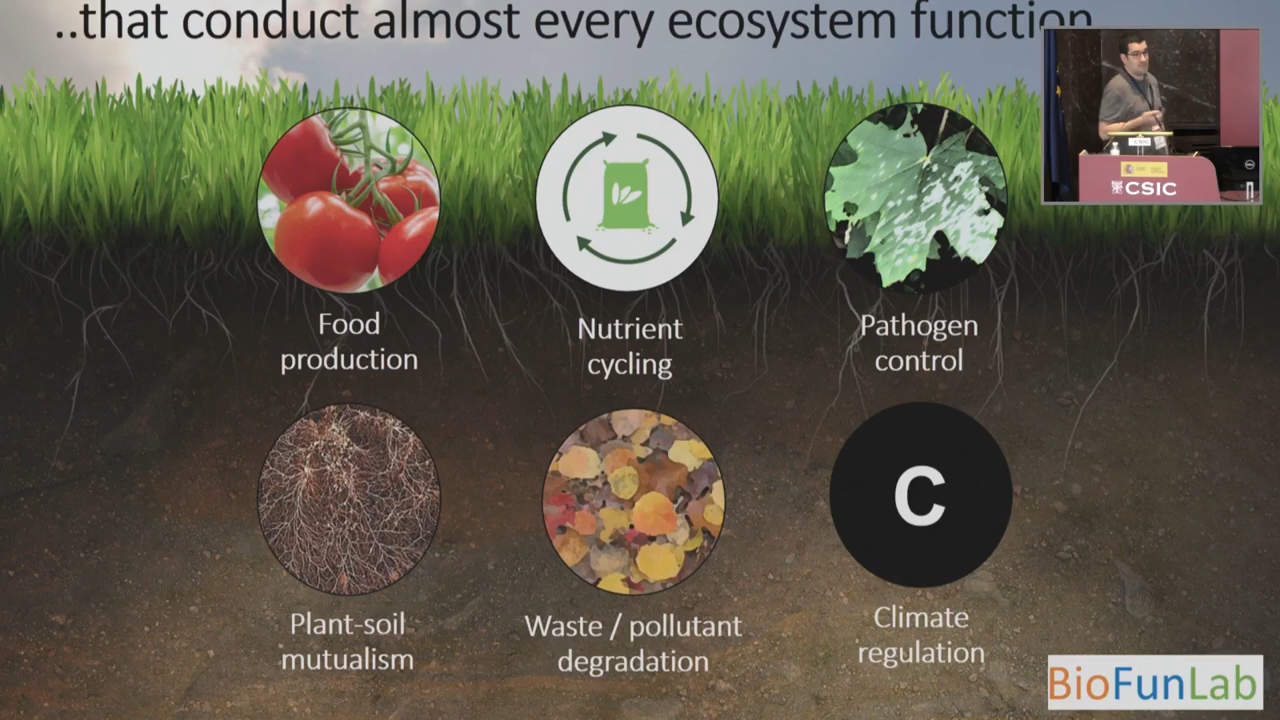 ..that conduct almost every ecosystem function
CSIC
CSIC
Food
production
Nutrient
cycling
Pathogen
control
C
Plant-soil
mutualism
Waste / pollutant
degradation
Climate
regulation
BioFunLab